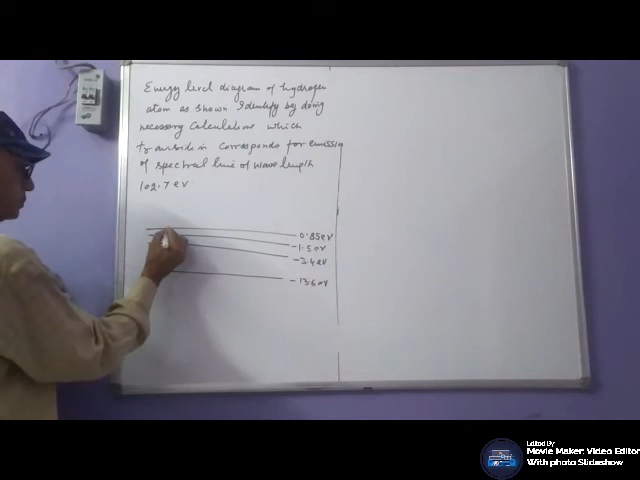 Energy level diagram of hydrogen
atom as shown Identify by doing
necessary calculations which
transition corresponds for emission
of spectral line of wave length
102.7 ev
0.85ev
-1.5ev
-3.4ev
-13.6ev
Edited By
Movie Maker: Video Editor
With photo Slideshow